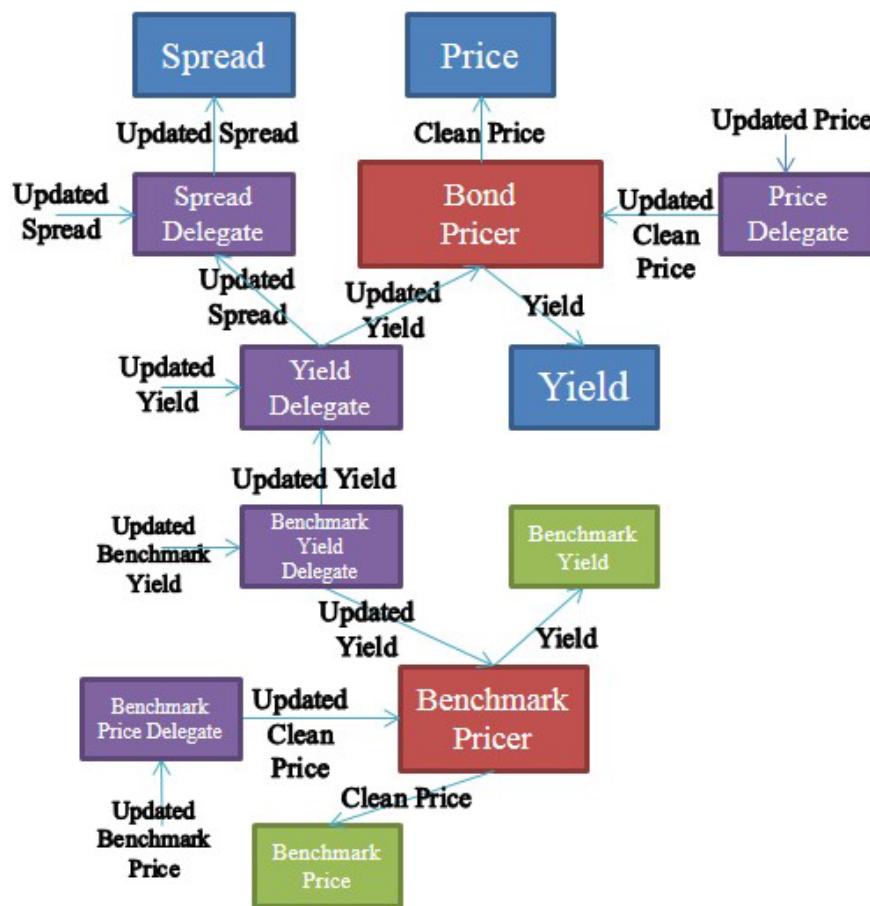 Spread
Price
Updated Spread
Clean Price
Updated Price
Updated
Spread
Spread
Delegate
Bond
Pricer
Updated
Clean
Price
Price
Delegate
Updated
Spread
Updated
Yield
Yield
Updated
Yield
Yield
Delegate
Yield
Updated Yield
Updated
Benchmark
Yield
Benchmark
Yield
Delegate
Benchmark
Yield
Updated
Yield
Yield
Benchmark
Price Delegate
Updated
Clean
Price
Benchmark
Pricer
Clean Price
Updated
Benchmark
Price
Benchmark
Price